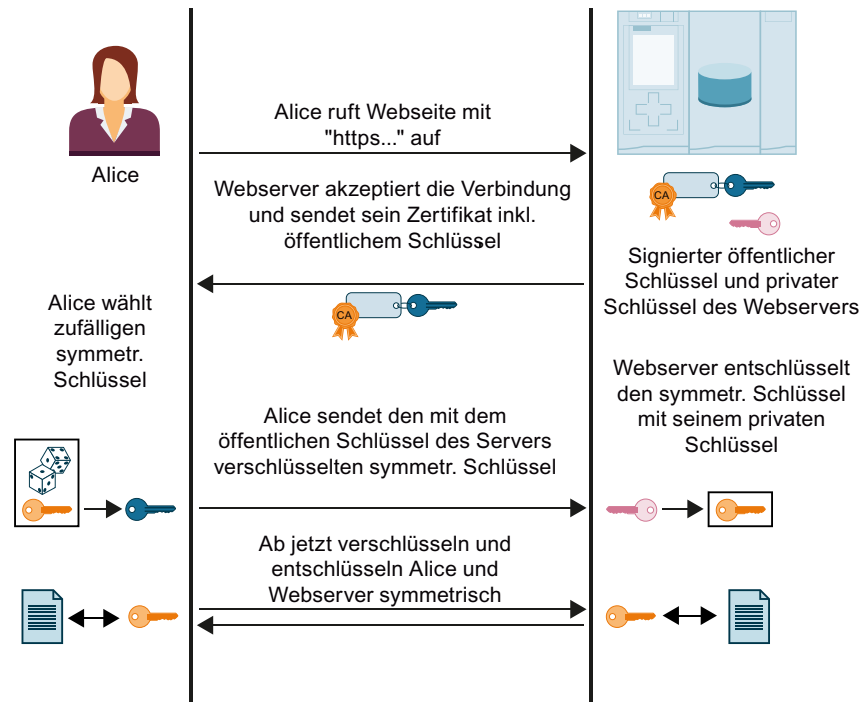 Alice ruft Webseite mit
"https..." auf
Alice
Webserver akzeptiert die Verbindung
und sendet sein Zertifikat inkl.
öffentlichem Schlüssel
CA
Signierter öffentlicher
Schlüssel und privater
Schlüssel des Webservers
CA
Alice wählt
zufälligen
symmetr.
Schlüssel
Webserver entschlüsselt
den symmetr. Schlüssel
mit seinem privaten
Schlüssel
Alice sendet den mit dem
öffentlichen Schlüssel des Servers
verschlüsselten symmetr. Schlüssel
Ab jetzt verschlüseln und
entschlüseln Alice und
Webserver symmetrisch